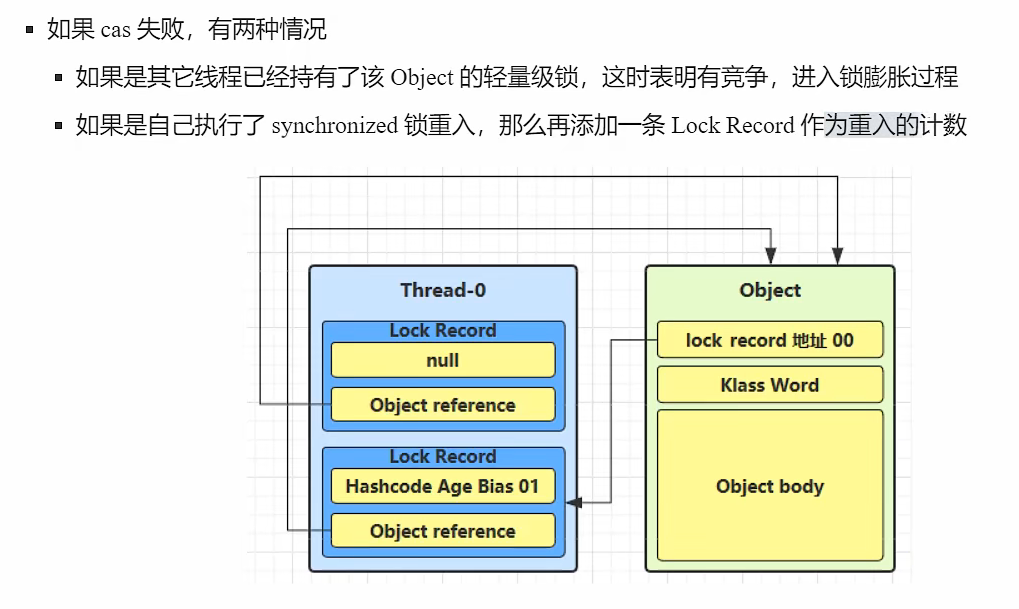 如果 cas 失败，有两种情况
如果是其它线程已经持有了该 Object 的轻量级锁，这时表明有竞争，进入锁膨胀过程
如果是自己执行了 synchronized 锁重入，那么再添加一条 Lock Record 作为重入的计数
Thread-0
Lock Record
null
Object reference
Lock Record
Hashcode Age Bias 01
Object reference
Object
lock record 地址 00
Klass Word
Object body